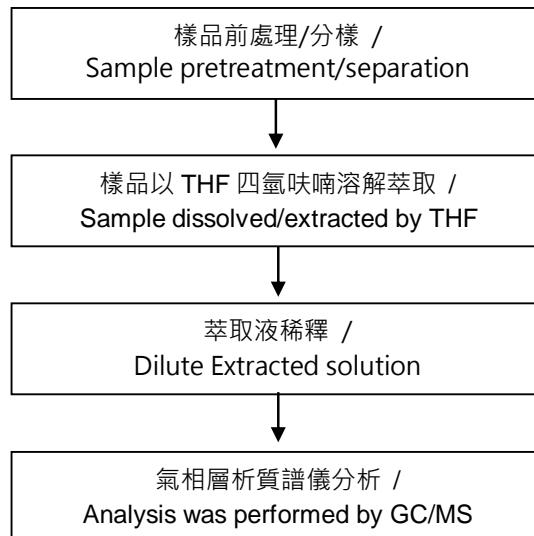 樣品前處理/分樣 /
Sample pretreatment/separation
樣品以 THF 四氫呋喃溶解萃取 /
Sample dissolved/extracted by THF
萃取液稀釋 /
Dilute Extracted solution
氣相層析質譜儀分析 /
Analysis was performed by GC/MS